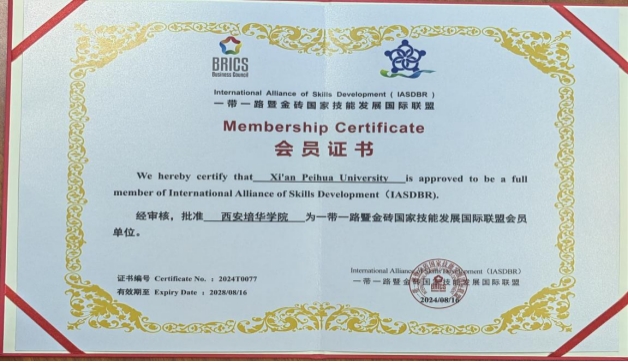 BRICS
Business Council
International Alliance of Skills Development ( IASDBR )
一带一路暨金砖国家技能发展国际联盟
Membership Certificate
会员证书
We hereby certify that Xi'an Peihua University is approved to be a full
member of International Alliance of Skills Development（IASDBR).
经审核，批准 西安培华学院 为一带一路暨金砖国家技能发展国际联盟会员
单位。
证书编号 Certificate No.：2024T0077
有效期至 Expiry Date：2028/08/16
International Alliance of Skills Development（IASDBR）
一带一路暨金砖国家技能发展国际联盟
2024/08/16